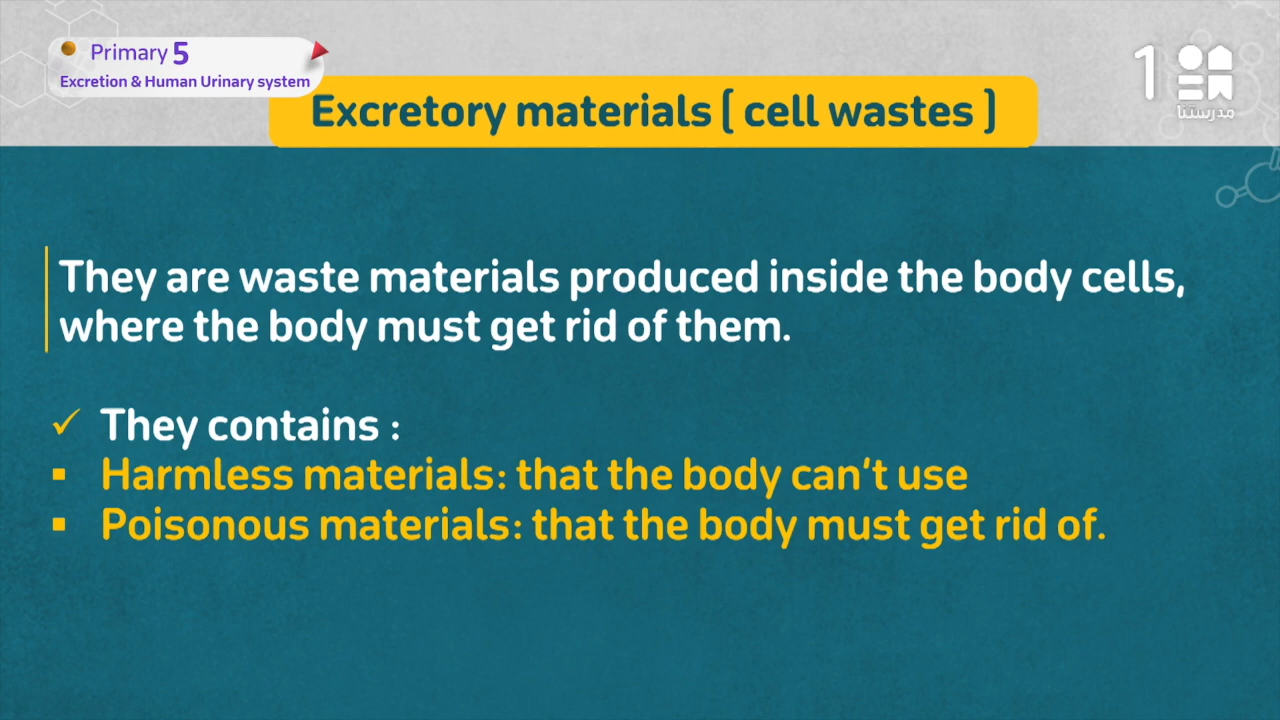 Primary 5
Excretion & Human Urinary system
1
مدرستنا
Excretory materials ( cell wastes )
They are waste materials produced inside the body cells,
where the body must get rid of them.
✓ They contains :
▪ Harmless materials: that the body can't use
▪ Poisonous materials: that the body must get rid of.